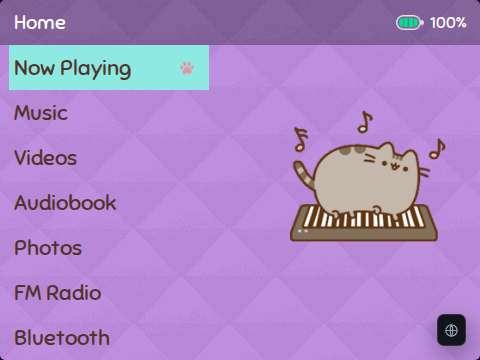 Home
100%
Now Playing
Music
Videos
Audiobook
Photos
FM Radio
Bluetooth